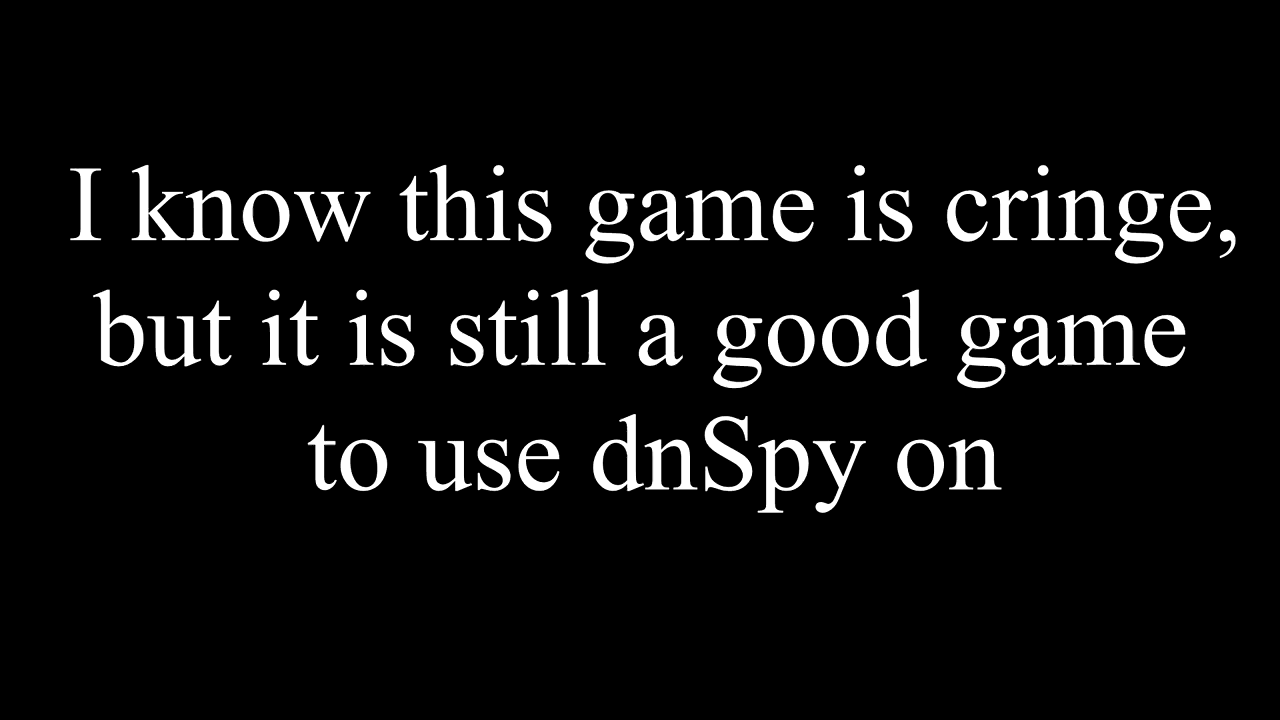 I know this game is cringe,
but it is still a good game
to use dnSpy on